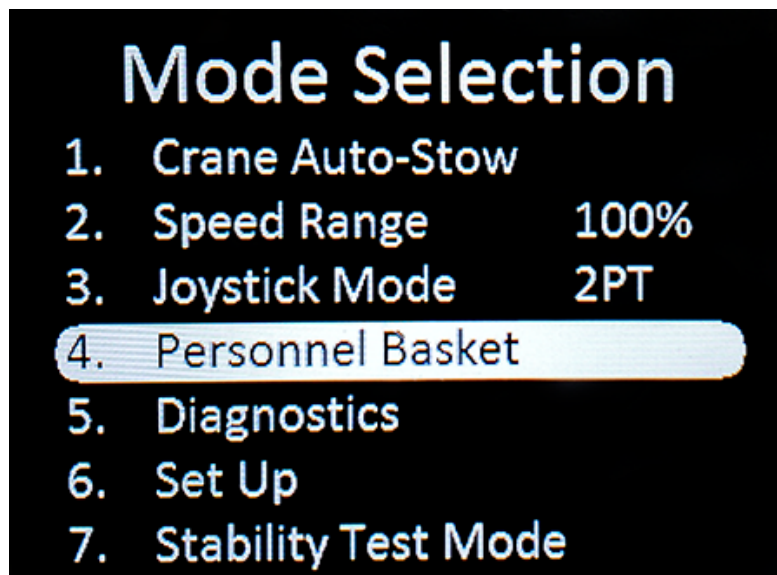 Mode Selection
1. Crane Auto-Stow
2. Speed Range 100%
3. Joystick Mode 2PT
4. Personnel Basket
5. Diagnostics
6. Set Up
7. Stability Test Mode